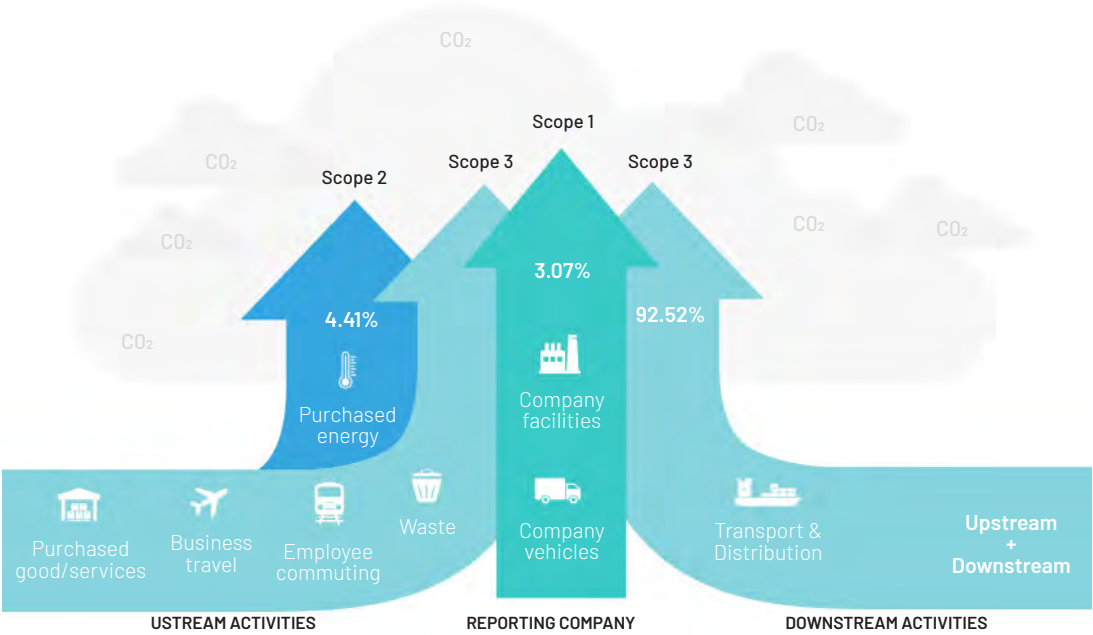 CO₂
Scope 1
CO₂
Scope 3
Scope 3
CO₂
Scope 2
CO₂
CO₂
CO₂
3.07%
92.52%
4.41%
CO₂
Company
facilities
Purchased
energy
Purchased
good/services
Business
travel
Employee
commuting
Waste
Company
vehicles
Transport &
Distribution
Upstream
+
Downstream
USTREAM ACTIVITIES
REPORTING COMPANY
DOWNSTREAM ACTIVITIES